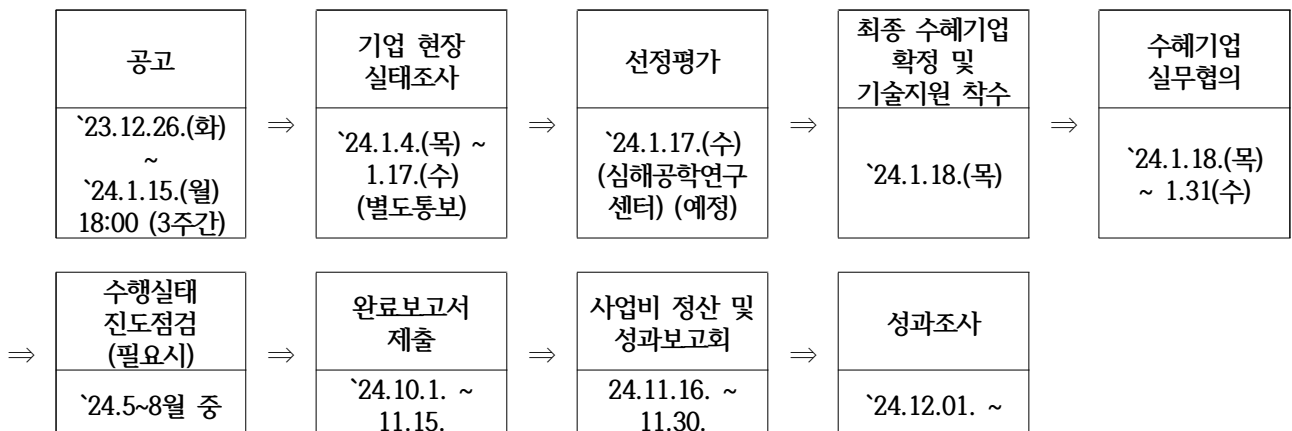 공고
`23.12.26.(화)
~
`24.1.15.(월)
18:00 (3주간)
⇒
기업 현장
실태조사
`24.1.4.(목) ~
1.17.(수)
(별도통보)
⇒
선정평가
`24.1.17.(수)
(심해공학연구
센터) (예정)
⇒
최종 수혜기업
확정 및
기술지원 착수
`24.1.18.(목)
⇒
수혜기업
실무협의
`24.1.18.(목)
~ 1.31(수)
⇒
수행실태
진도점검
(필요시)
`24.5~8월 중
⇒
완료보고서
제출
`24.10.1. ~
11.15.
⇒
사업비 정산 및
성과보고회
24.11.16. ~
11.30.
⇒
성과조사
`24.12.01. ~